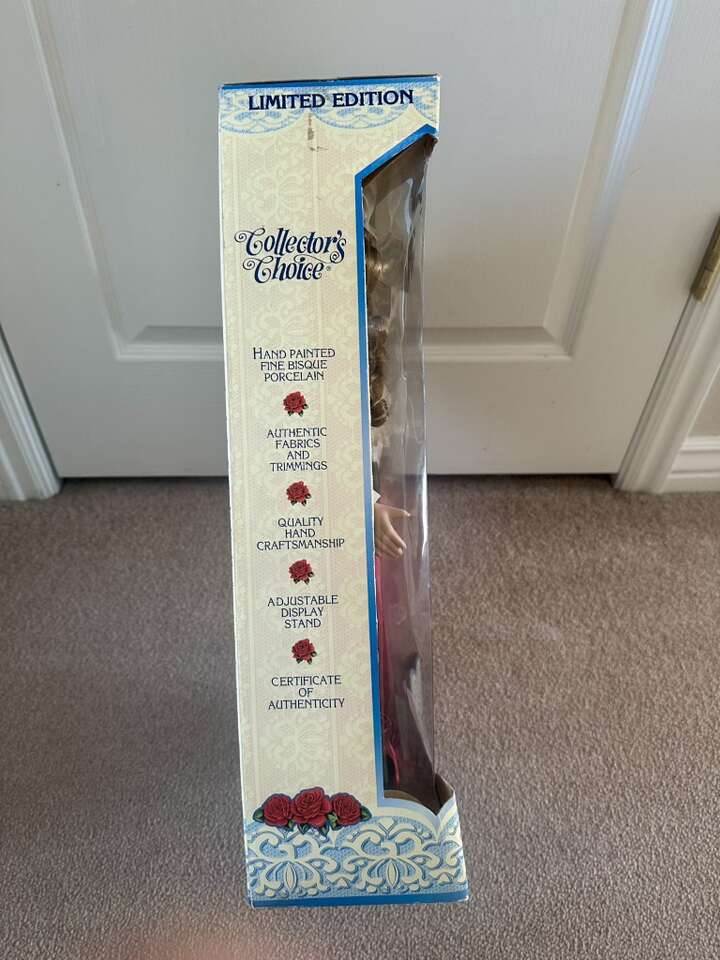 LIMITED EDITION
Collector's
Choice®
HAND PAINTED
FINE BISQUE
PORCELAIN
AUTHENTIC
FABRICS
AND
TRIMMINGS
QUALITY
HAND
CRAFTSMANSHIP
ADJUSTABLE
DISPLAY
STAND
CERTIFICATE
OF
AUTHENTICITY